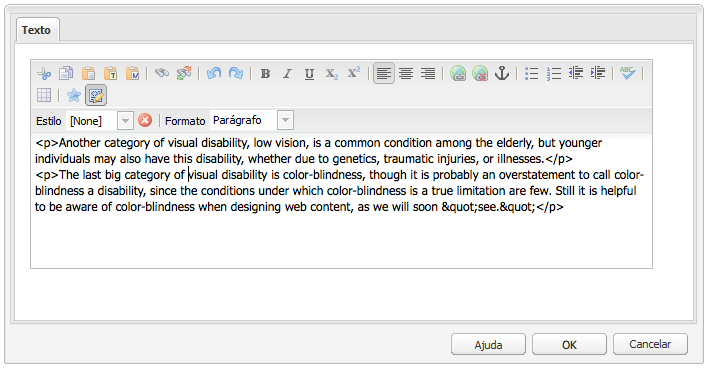 Texto
B I U X₂ X² ABC
Estilo [None] Formato Parágrafo
<p>Another category of visual disability, low vision, is a common condition among the elderly, but younger
individuals may also have this disability, whether due to genetics, traumatic injuries, or illnesses.</p>
<p>The last big category of visual disability is color-blindness, though it is probably an overstatement to call color-
blindness a disability, since the conditions under which color-blindness is a true limitation are few. Still it is helpful
to be aware of color-blindness when designing web content, as we will soon &quot;see.&quot;</p>
Ajuda OK Cancelar